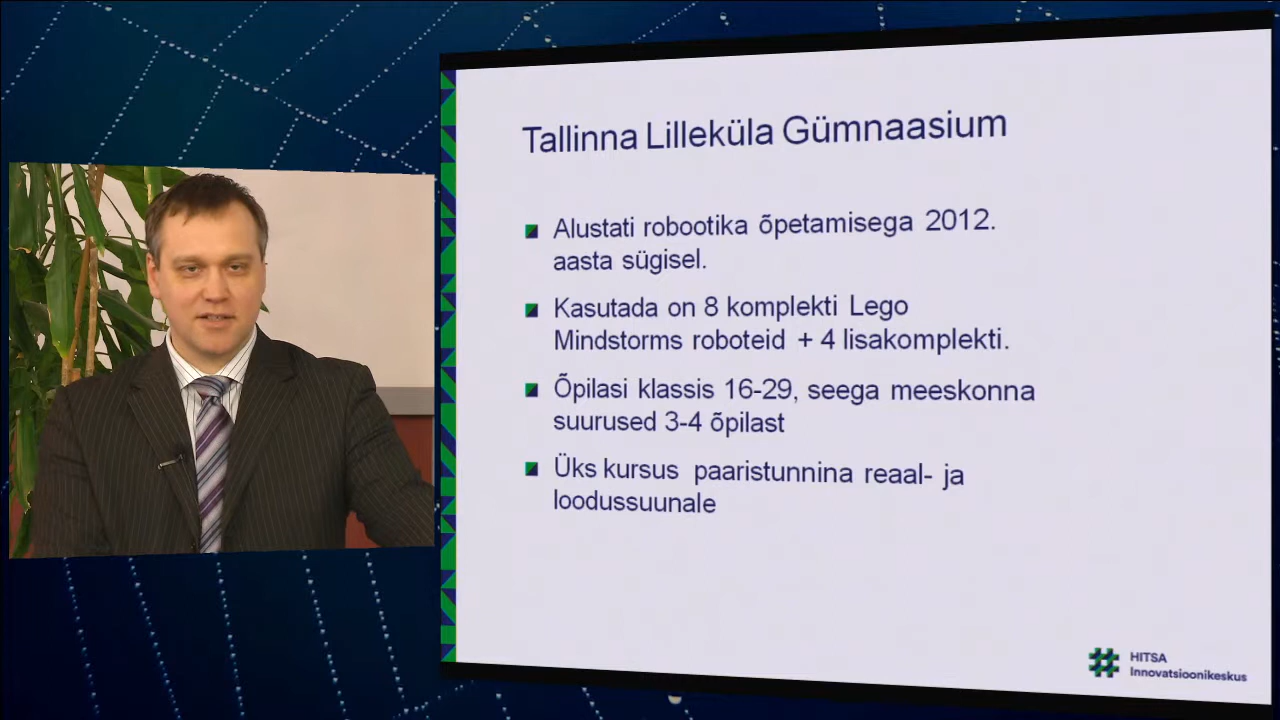 Tallinna Lilleküla Gümnaasium
Alustati robootika õpetamisega 2012.
aasta sügisel.
Kasutada on 8 komplekti Lego
Mindstorms roboteid + 4 lisakomplekti.
Õpilasi klassis 16-29, seega meeskonna
suurused 3-4 õpilast
Üks kursus paaristunnina reaal- ja
loodussuunale
HITSA
Innovatsioonikeskus